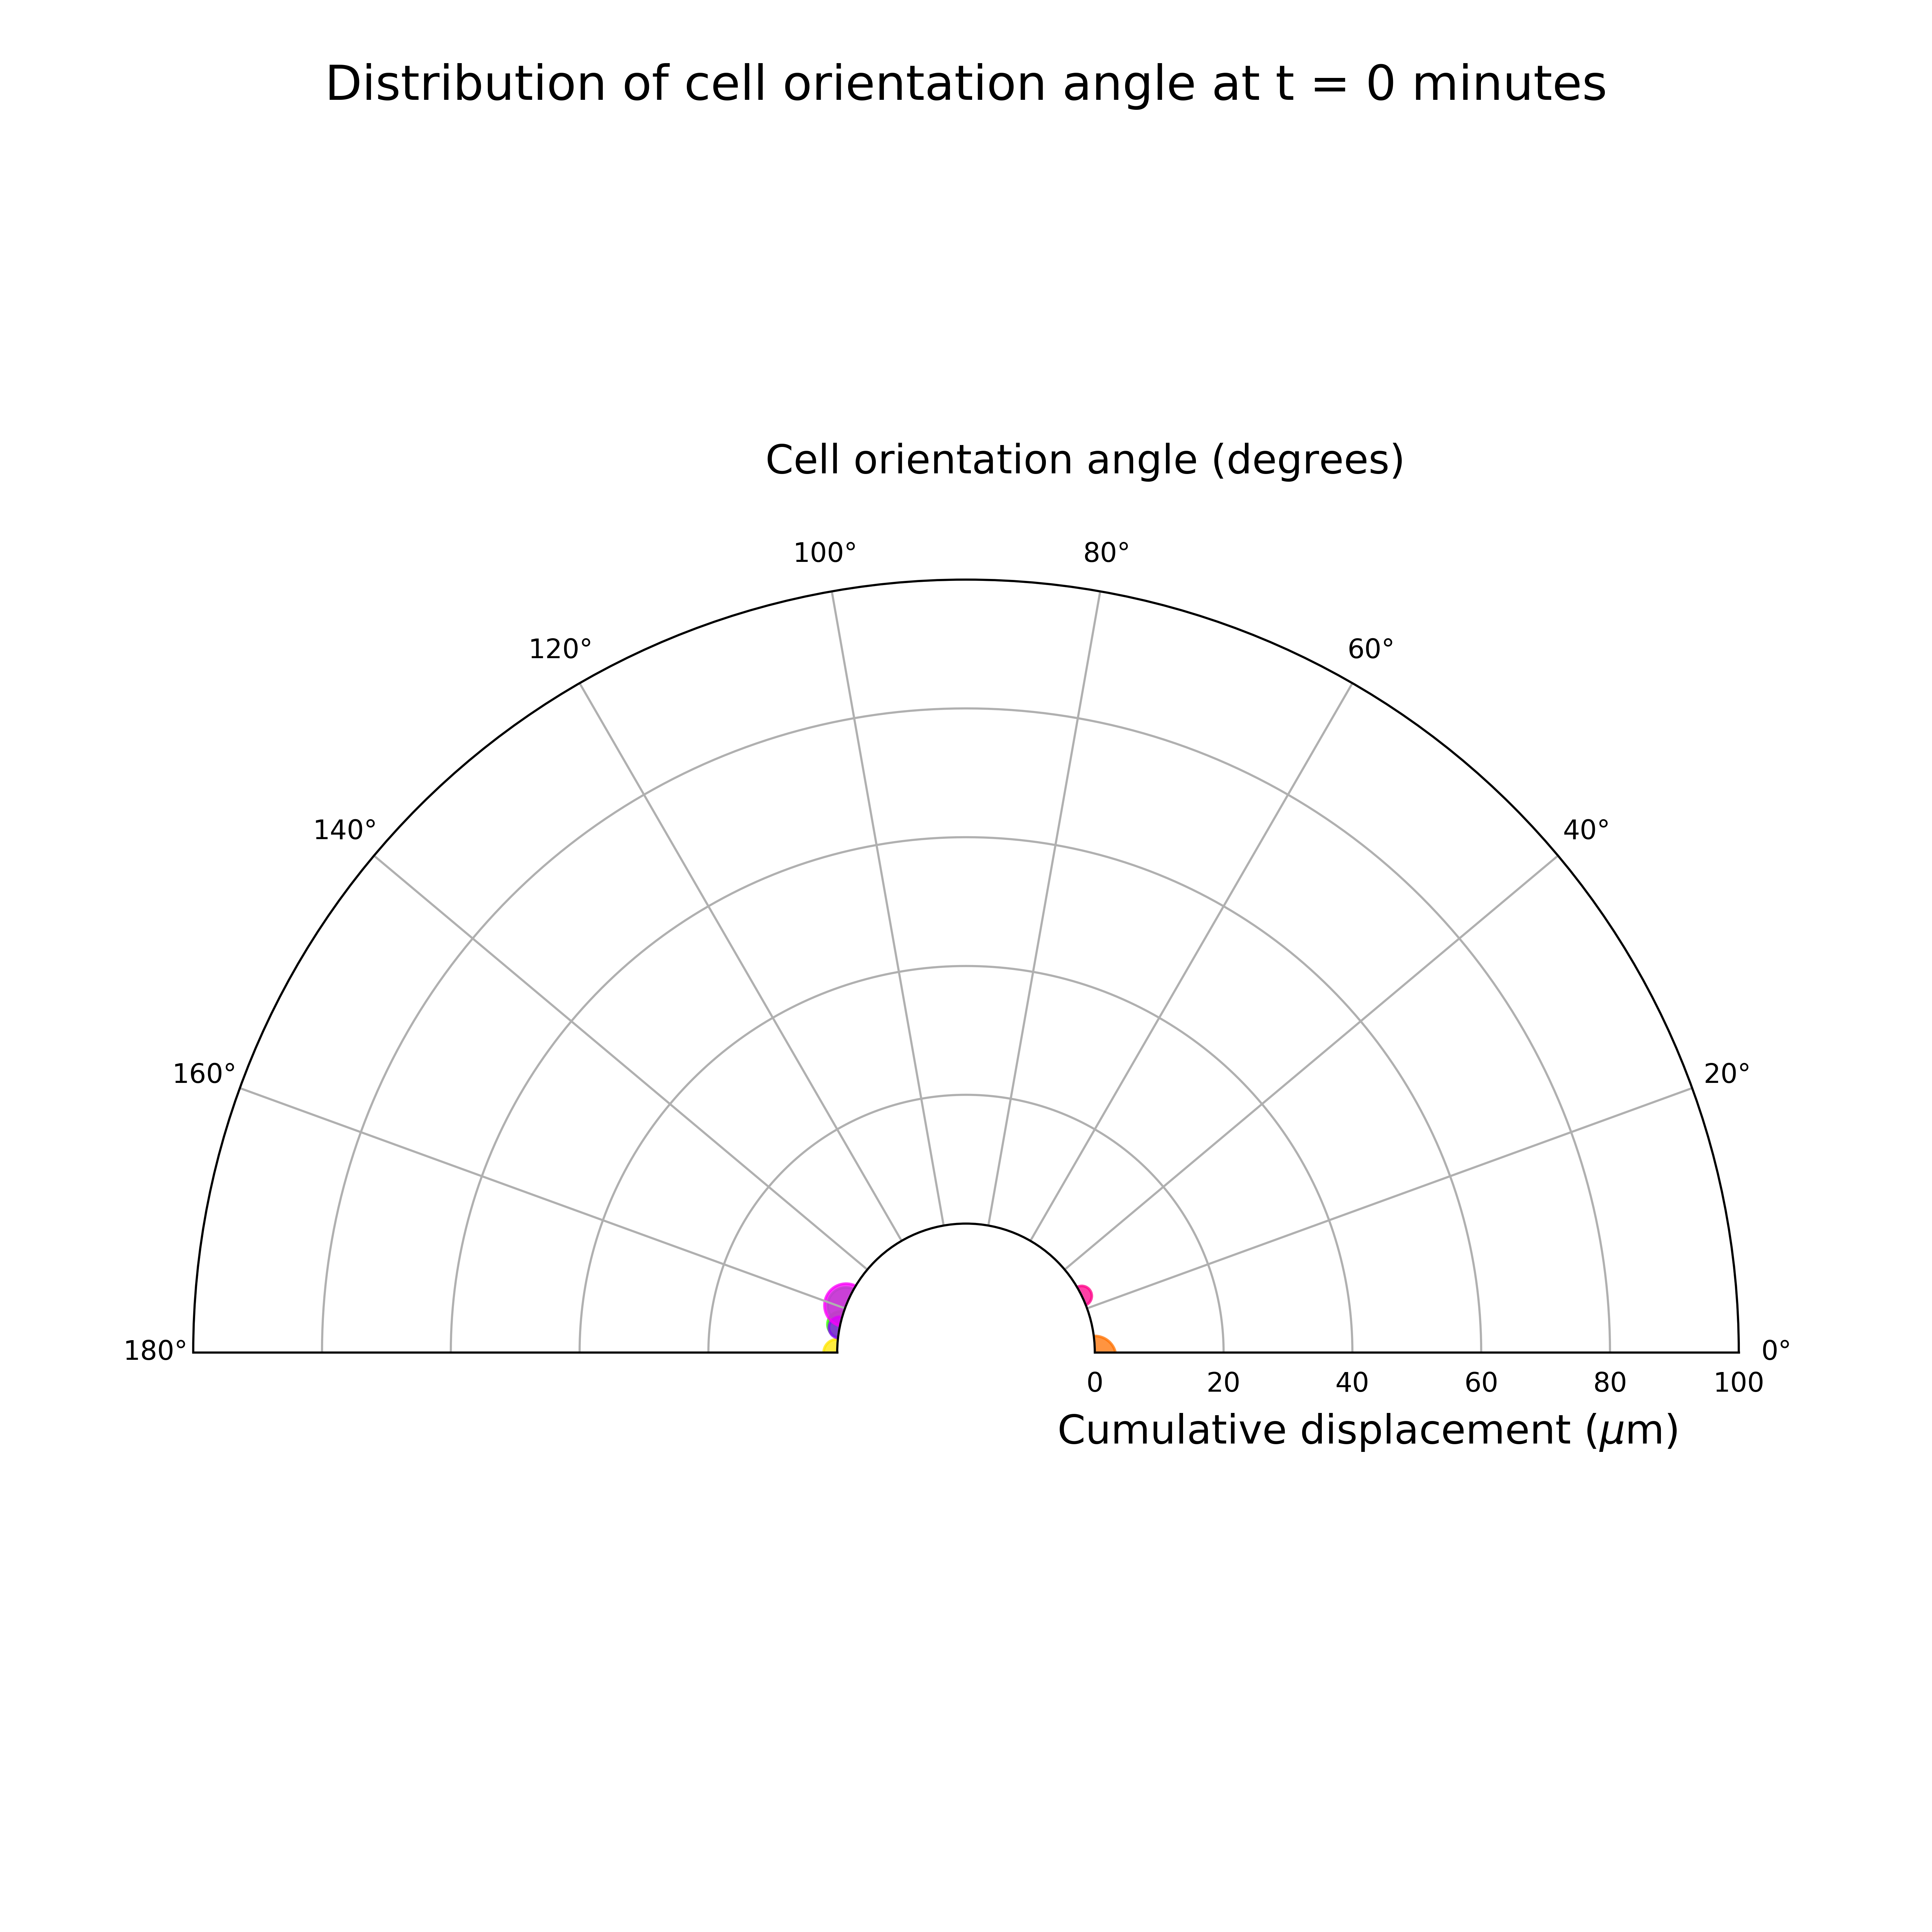 Distribution of cell orientation angle at t = 0 minutes
Cell orientation angle (degrees)
100° 80°
120° 60°
140° 40°
160° 20°
180° 0°
0 20 40 60 80 100
Cumulative displacement (μm)